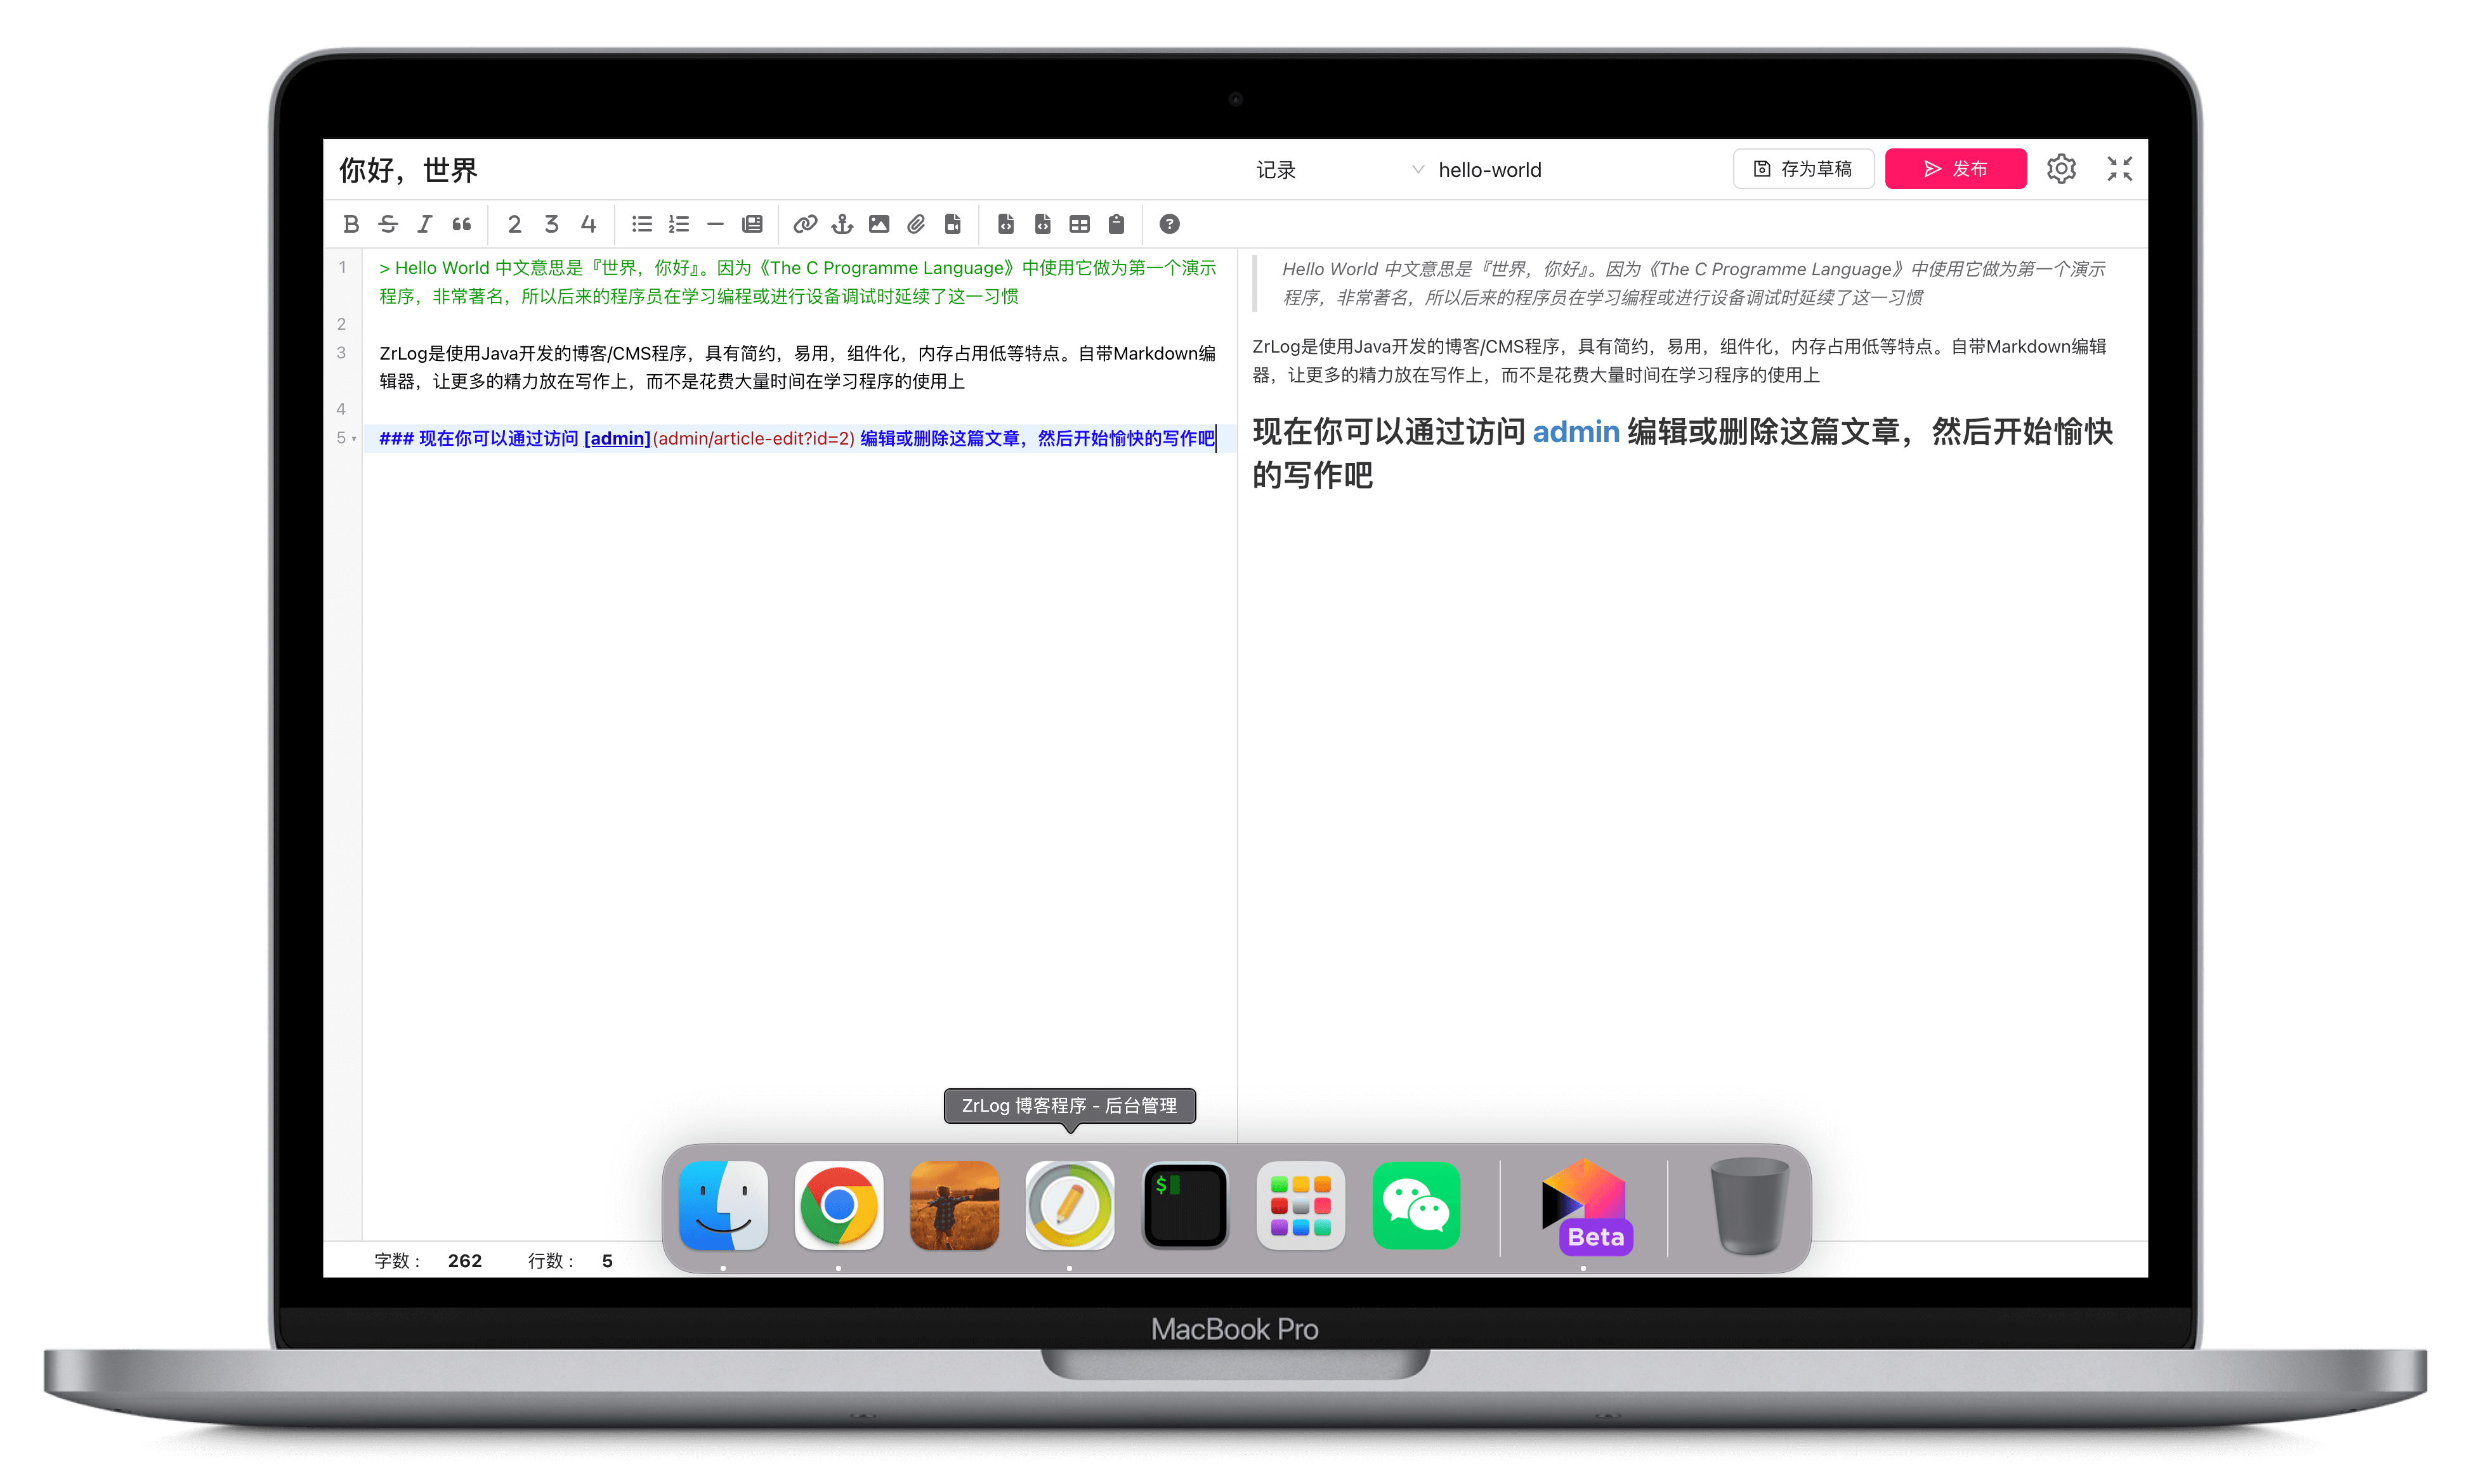 你好，世界
记录
hello-world
存为草稿
发布
B S I 2 3 4
1 > Hello World 中文意思是『世界，你好』。因为《The C Programme Language》中使用它做为第一个演示
程序，非常著名，所以后来的程序员在学习编程或进行设备调试时延续了这一习惯
2
3 ZrLog是使用Java开发的博客/CMS程序，具有简约，易用，组件化，内存占用低等特点。自带Markdown编
辑器，让更多的精力放在写作上，而不是花费大量时间在学习程序的使用上
4
5 ### 现在你可以通过访问 [admin](admin/article-edit?id=2) 编辑或删除这篇文章，然后开始愉快的写作吧
Hello World 中文意思是『世界，你好』。因为《The C Programme Language》中使用它做为第一个演示
程序，非常著名，所以后来的程序员在学习编程或进行设备调试时延续了这一习惯
ZrLog是使用Java开发的博客/CMS程序，具有简约，易用，组件化，内存占用低等特点。自带Markdown编辑
器，让更多的精力放在写作上，而不是花费大量时间在学习程序的使用上
现在你可以通过访问 admin 编辑或删除这篇文章，然后开始愉快
的写作吧
ZrLog 博客程序 - 后台管理
$
Beta
字数： 262 行数： 5
MacBook Pro